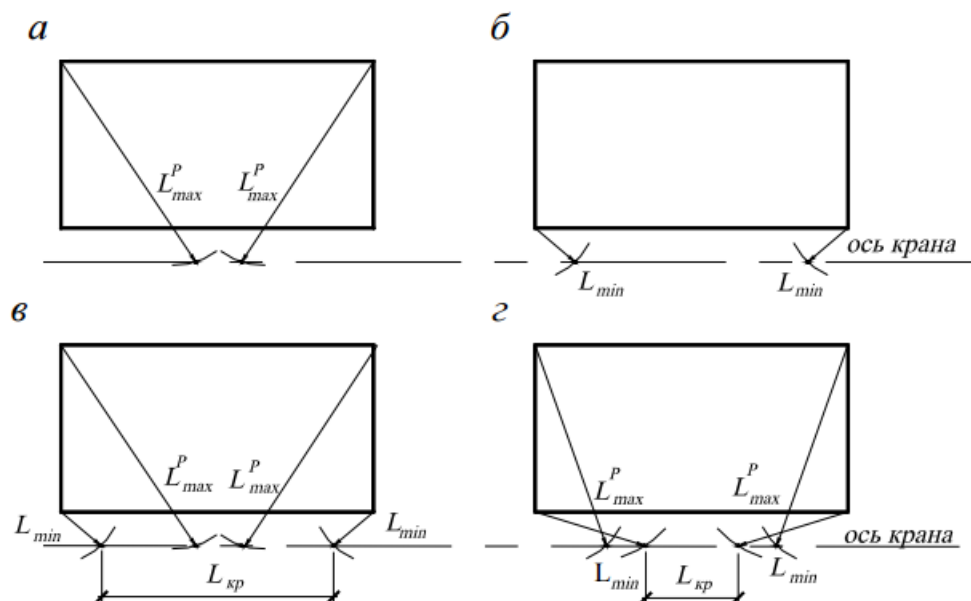 а
б
L^P_max L^P_max
ось крана
L_min L_min
в
г
L^P_max L^P_max
L^P_max L^P_max
L_min L_min
ось крана
L_кр
L_min L_кр L_min